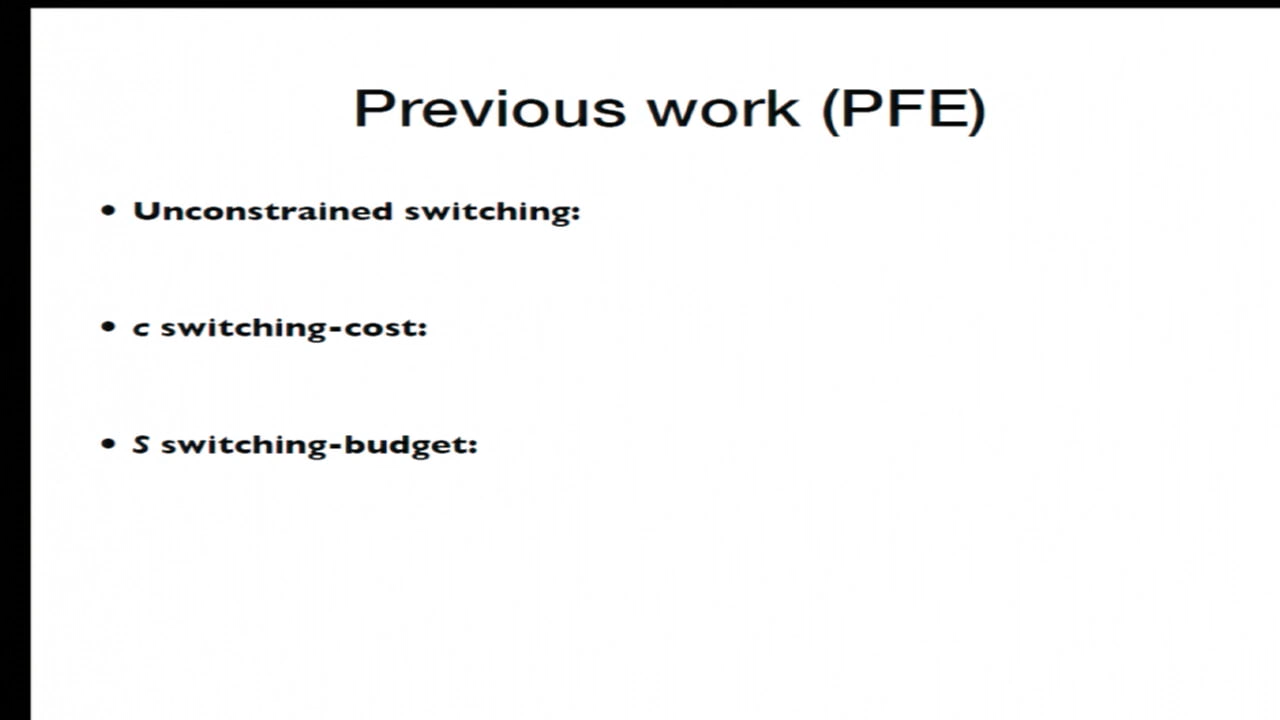 Previous work (PFE)
• Unconstrained switching:
• c switching-cost:
• S switching-budget: